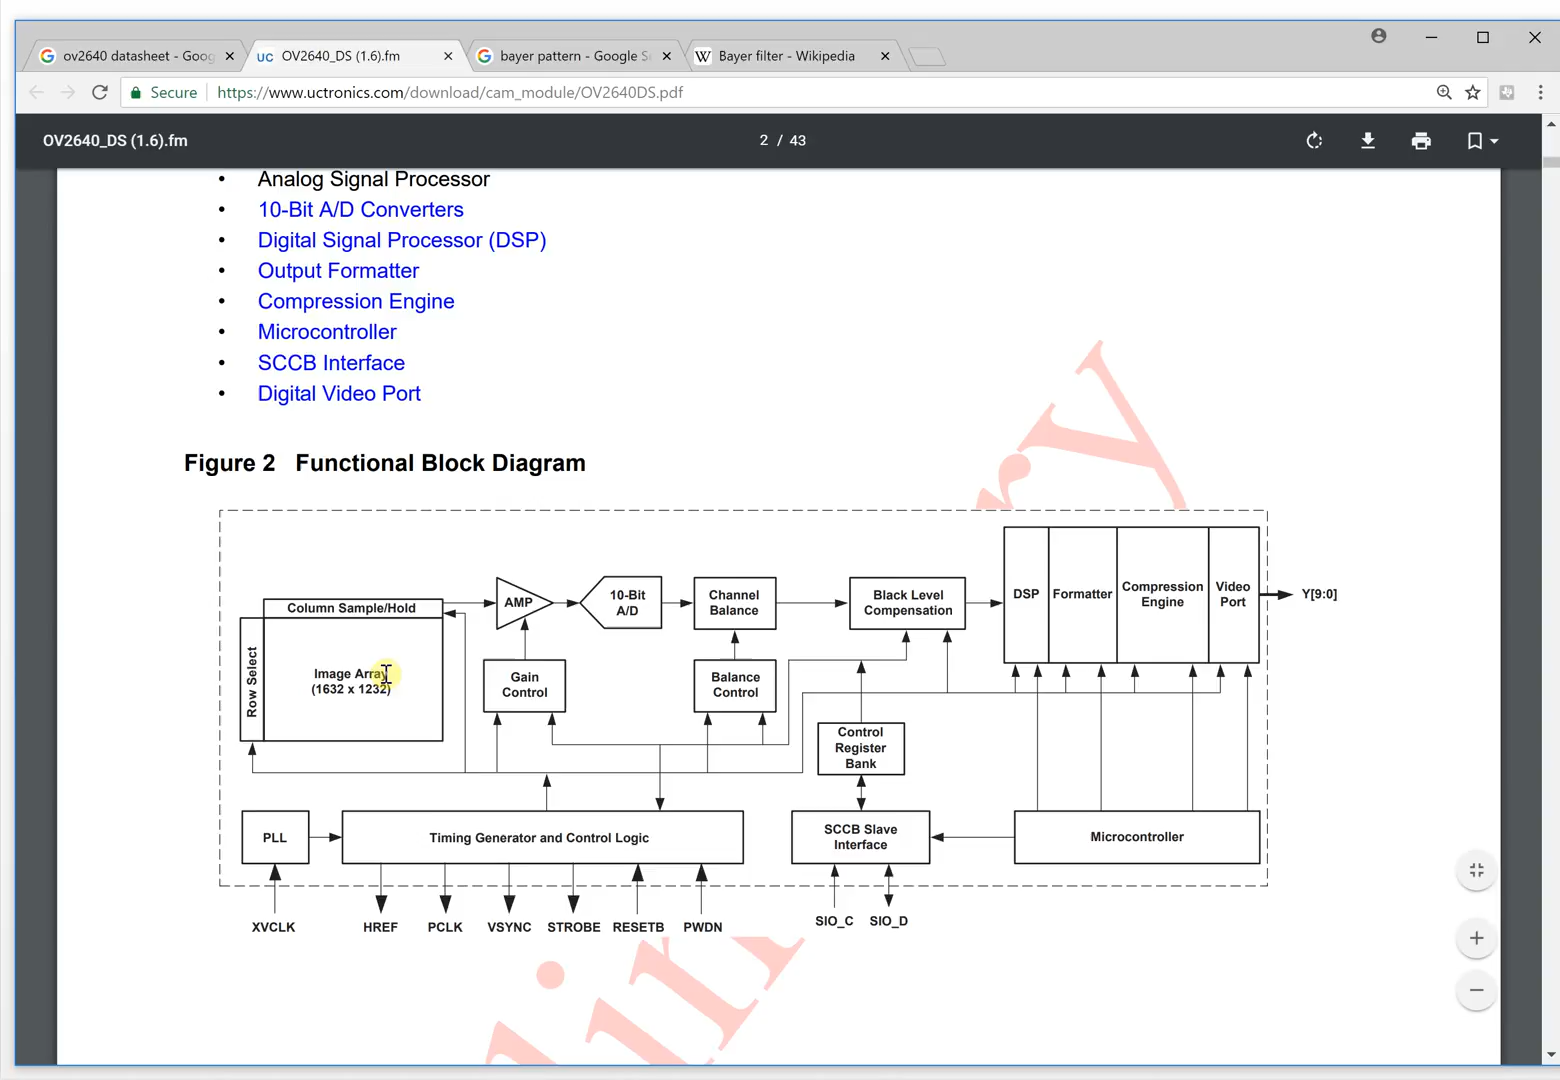 ov2640 datasheet - Goog
UC OV2640_DS (1.6).fm
bayer pattern - Google S
W Bayer filter - Wikipedia
Secure https://www.uctronics.com/download/cam_module/OV2640DS.pdf
OV2640_DS (1.6).fm
2 / 43
• Analog Signal Processor
• 10-Bit A/D Converters
• Digital Signal Processor (DSP)
• Output Formatter
• Compression Engine
• Microcontroller
• SCCB Interface
• Digital Video Port
Figure 2 Functional Block Diagram
Column Sample/Hold
Row Select
Image Array
(1632 x 1232)
AMP
10-Bit
A/D
Channel
Balance
Black Level
Compensation
DSP
Formatter
Compression
Engine
Video
Port
Y[9:0]
Gain
Control
Balance
Control
Control
Register
Bank
PLL
Timing Generator and Control Logic
SCCB Slave
Interface
Microcontroller
XVCLK
HREF
PCLK
VSYNC
STROBE
RESETB
PWDN
SIO_C
SIO_D